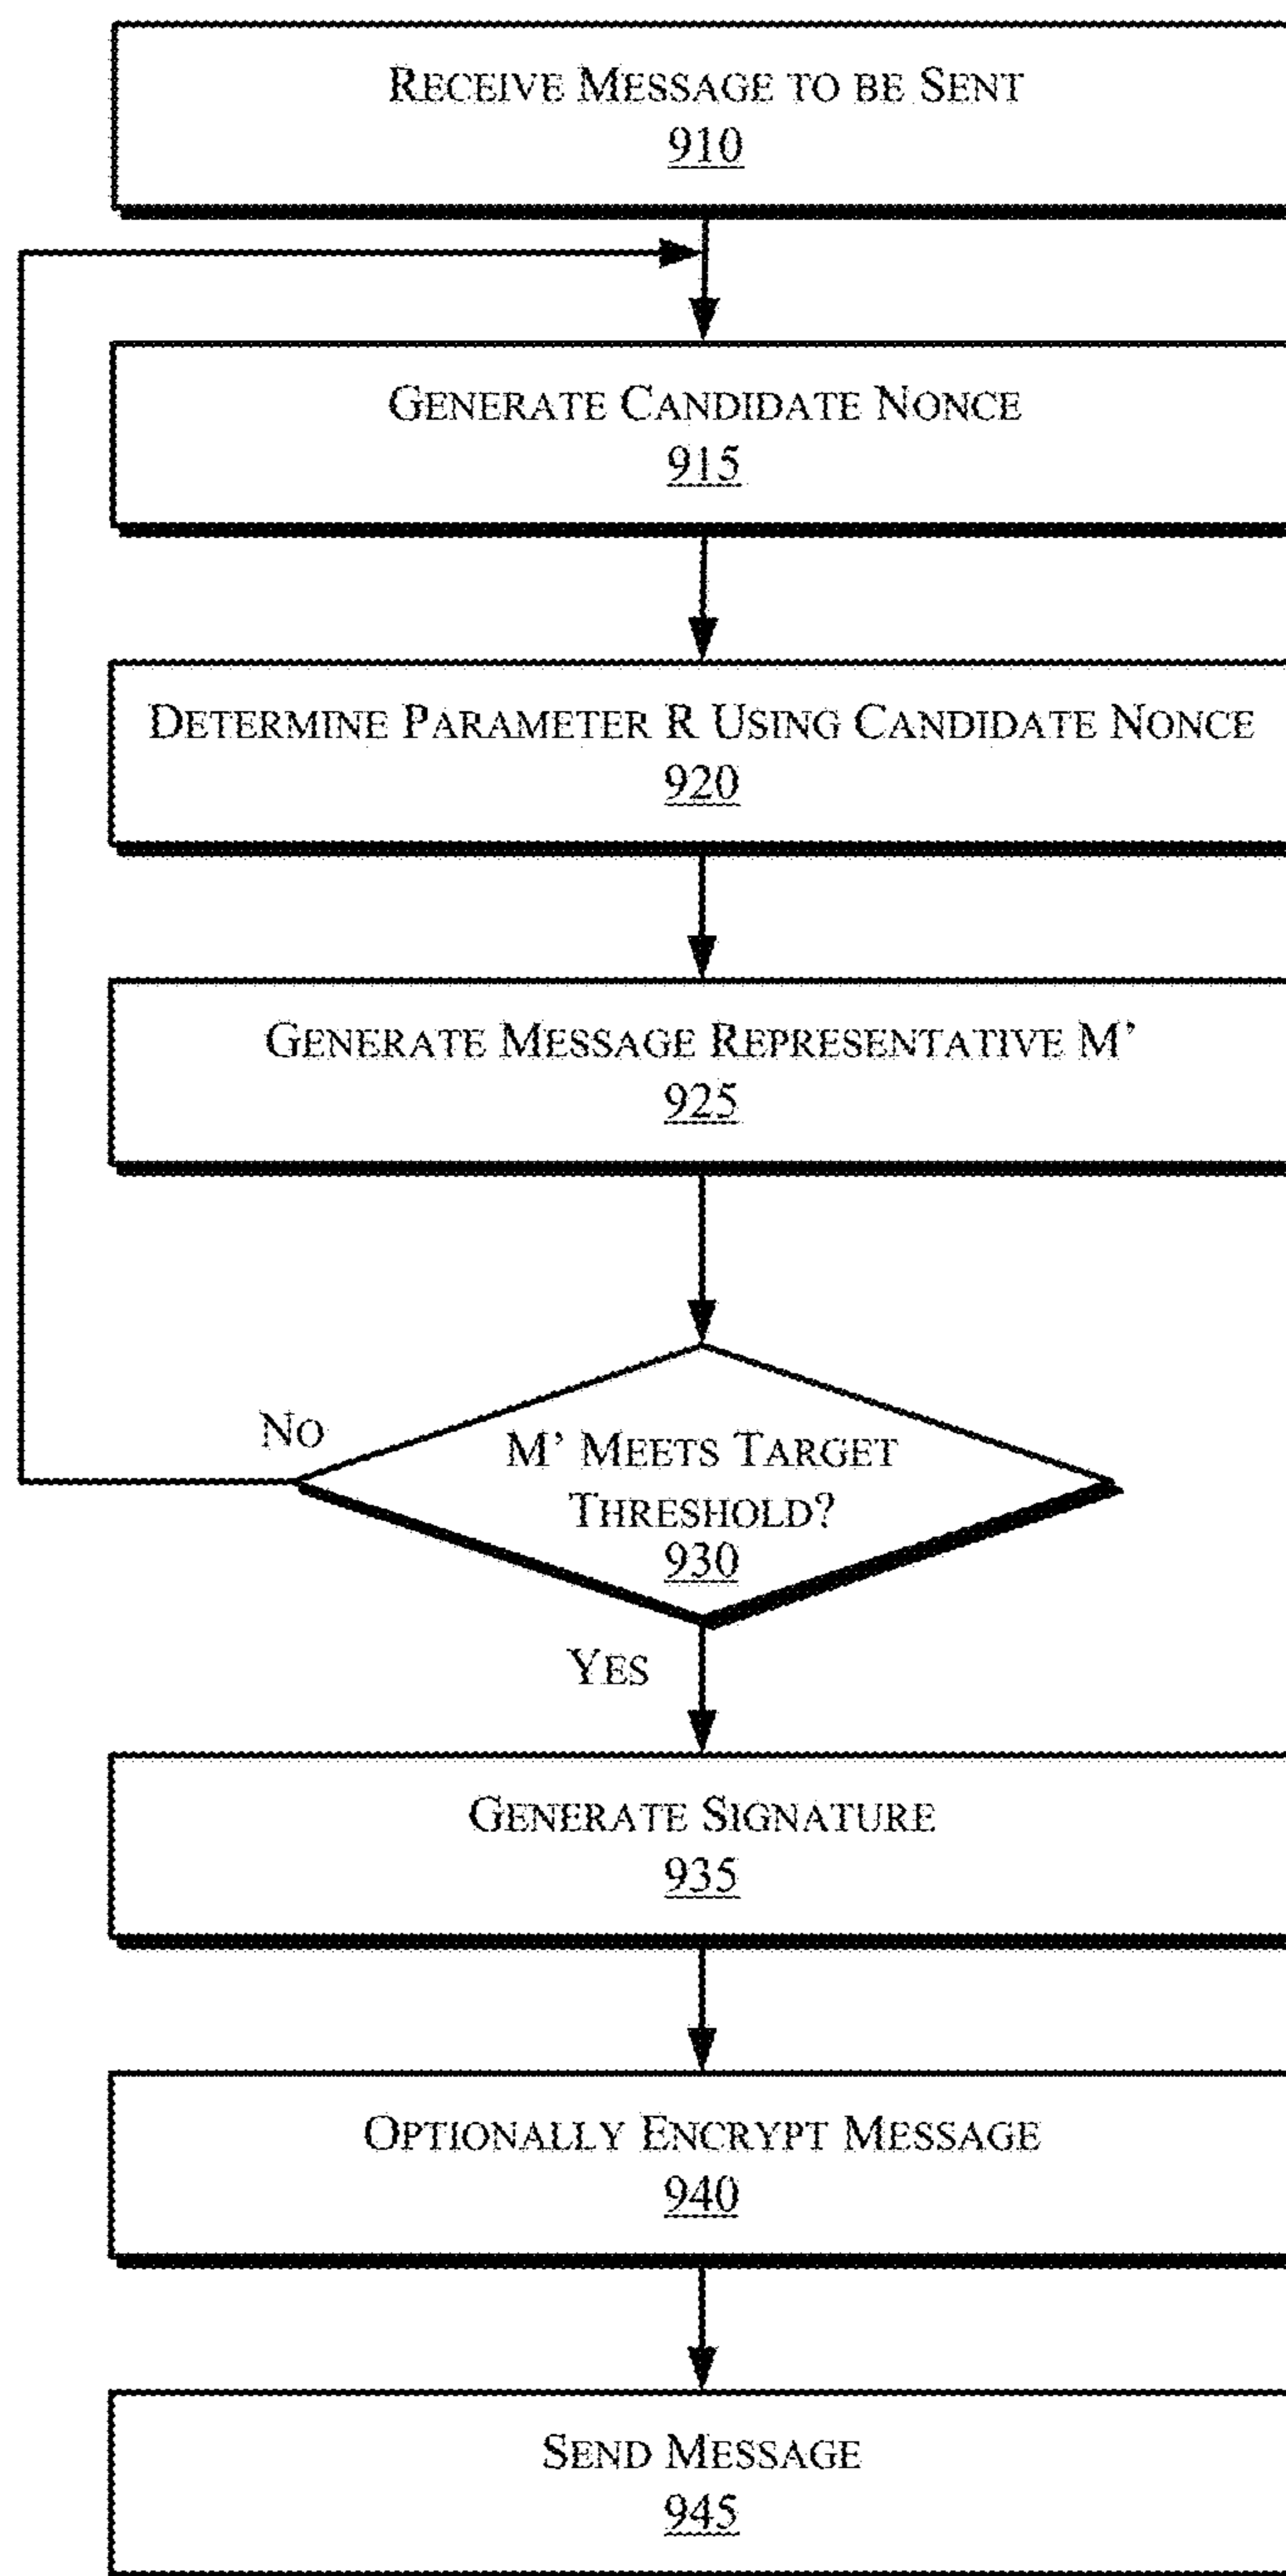 RECEIVE MESSAGE TO BE SENT
910
GENERATE CANDIDATE NONCE
915
DETERMINE PARAMETER R USING CANDIDATE NONCE
920
GENERATE MESSAGE REPRESENTATIVE M'
925
NO
M' MEETS TARGET
THRESHOLD?
930
YES
GENERATE SIGNATURE
935
OPTIONALLY ENCRYPT MESSAGE
940
SEND MESSAGE
945